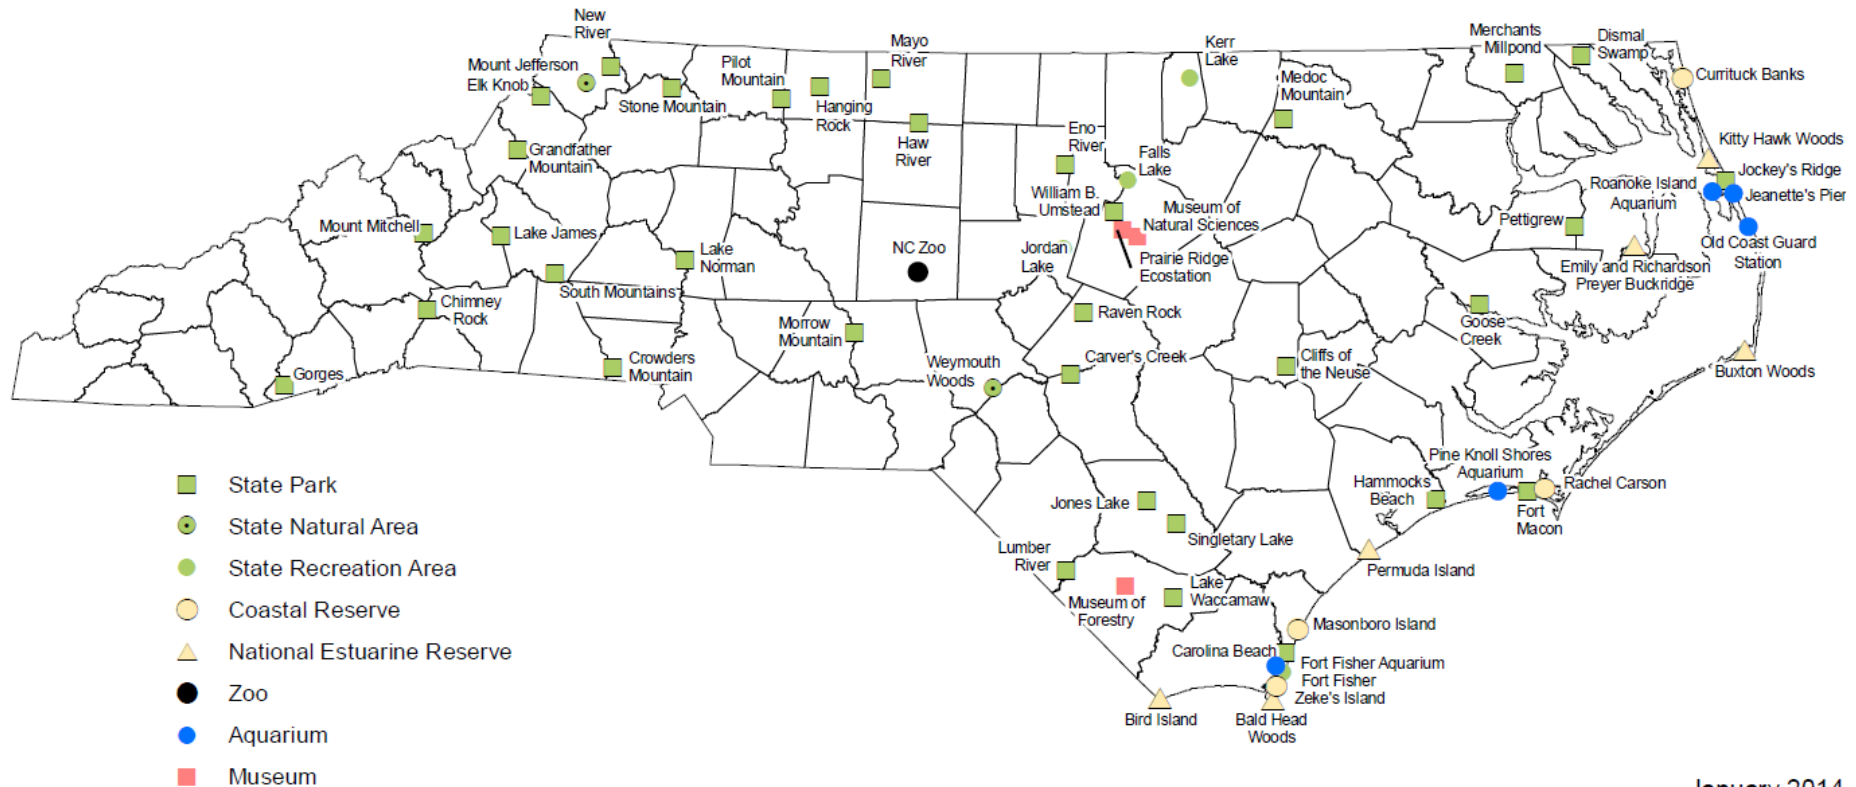 New
River
Mayo
River
Kerr
Lake
Merchants
Millpond
Dismal
Swamp
Mount Jefferson
Elk Knob
Pilot
Mountain
Medoc
Mountain
Currituck Banks
Stone Mountain
Hanging
Rock
Eno
River
Haw
River
Grandfather
Mountain
Falls
Lake
Kitty Hawk Woods
Jockey's Ridge
Roanoke Island
Aquarium
Jeanette's Pier
William B.
Umstead
Museum of
Natural Sciences
Mount Mitchell
Lake James
Lake
Norman
NC Zoo
Jordan
Lake
Prairie Ridge
Ecostation
Pettigrew
Old Coast Guard
Station
Emily and Richardson
Preyer Buckridge
South Mountains
Chimney
Rock
Morrow
Mountain
Raven Rock
Goose
Creek
Gorges
Crowders
Mountain
Weymouth
Woods
Carver's Creek
Cliffs of
the Neuse
Buxton Woods
Pine Knoll Shores
Aquarium
Hammocks
Beach
Rachel Carson
Fort
Macon
Jones Lake
Singletary Lake
Lumber
River
Permuda Island
Lake
Waccamaw
Museum of
Forestry
Masonboro Island
Carolina Beach
Fort Fisher Aquarium
Fort Fisher
Zeke's Island
Bird Island
Bald Head
Woods
State Park
State Natural Area
State Recreation Area
Coastal Reserve
National Estuarine Reserve
Zoo
Aquarium
Museum
January 2014